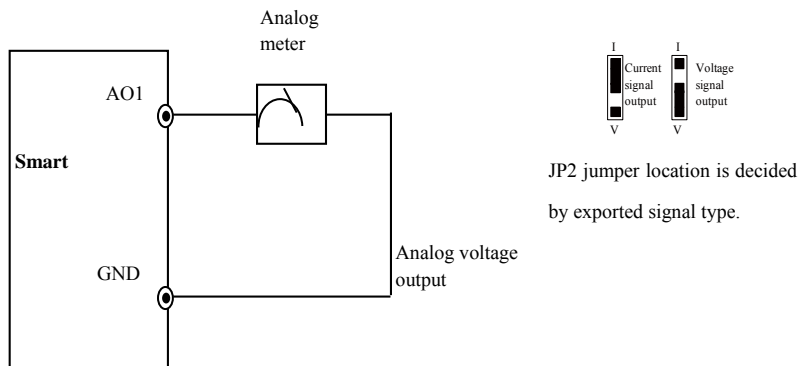 Analog
meter
AO1
Smart
GND
Analog voltage
output
I
Current
signal
output
V
I
Voltage
signal
output
V
JP2 jumper location is decided
by exported signal type.